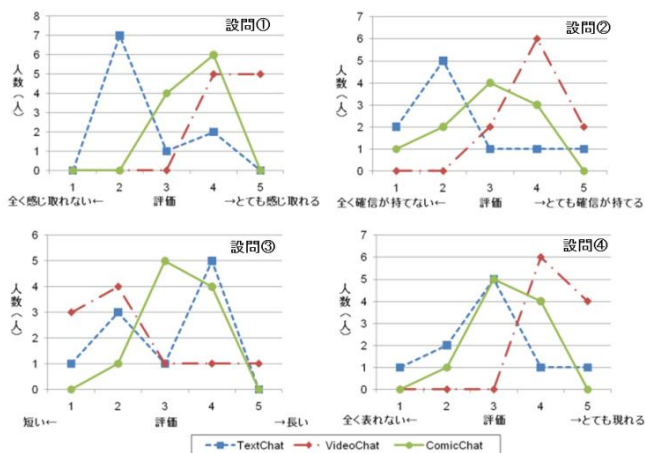 設問①
8
7
6
5
4
3
2
1
0
人数（人）
1 2 3 4 5
全く感じ取れない← 評価 →とても感じ取れる
設問②
7
6
5
4
3
2
1
0
人数（人）
1 2 3 4 5
全く確信が持てない← 評価 →とても確信が持てる
設問③
6
5
4
3
2
1
0
人数（人）
1 2 3 4 5
短い← 評価 →長い
設問④
7
6
5
4
3
2
1
0
人数（人）
1 2 3 4 5
全く表れない← 評価 →とても現れる
TextChat VideoChat ComicChat